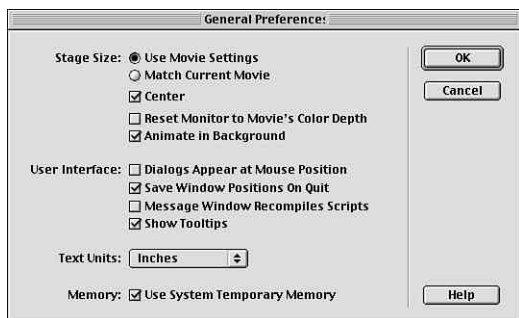 General Preferences
Stage Size: Use Movie Settings OK
Match Current Movie
Center Cancel
Reset Monitor to Movie's Color Depth
Animate in Background
User Interface: Dialogs Appear at Mouse Position
Save Window Positions On Quit
Message Window Recompiles Scripts
Show Tooltips
Text Units: Inches
Memory: Use System Temporary Memory Help